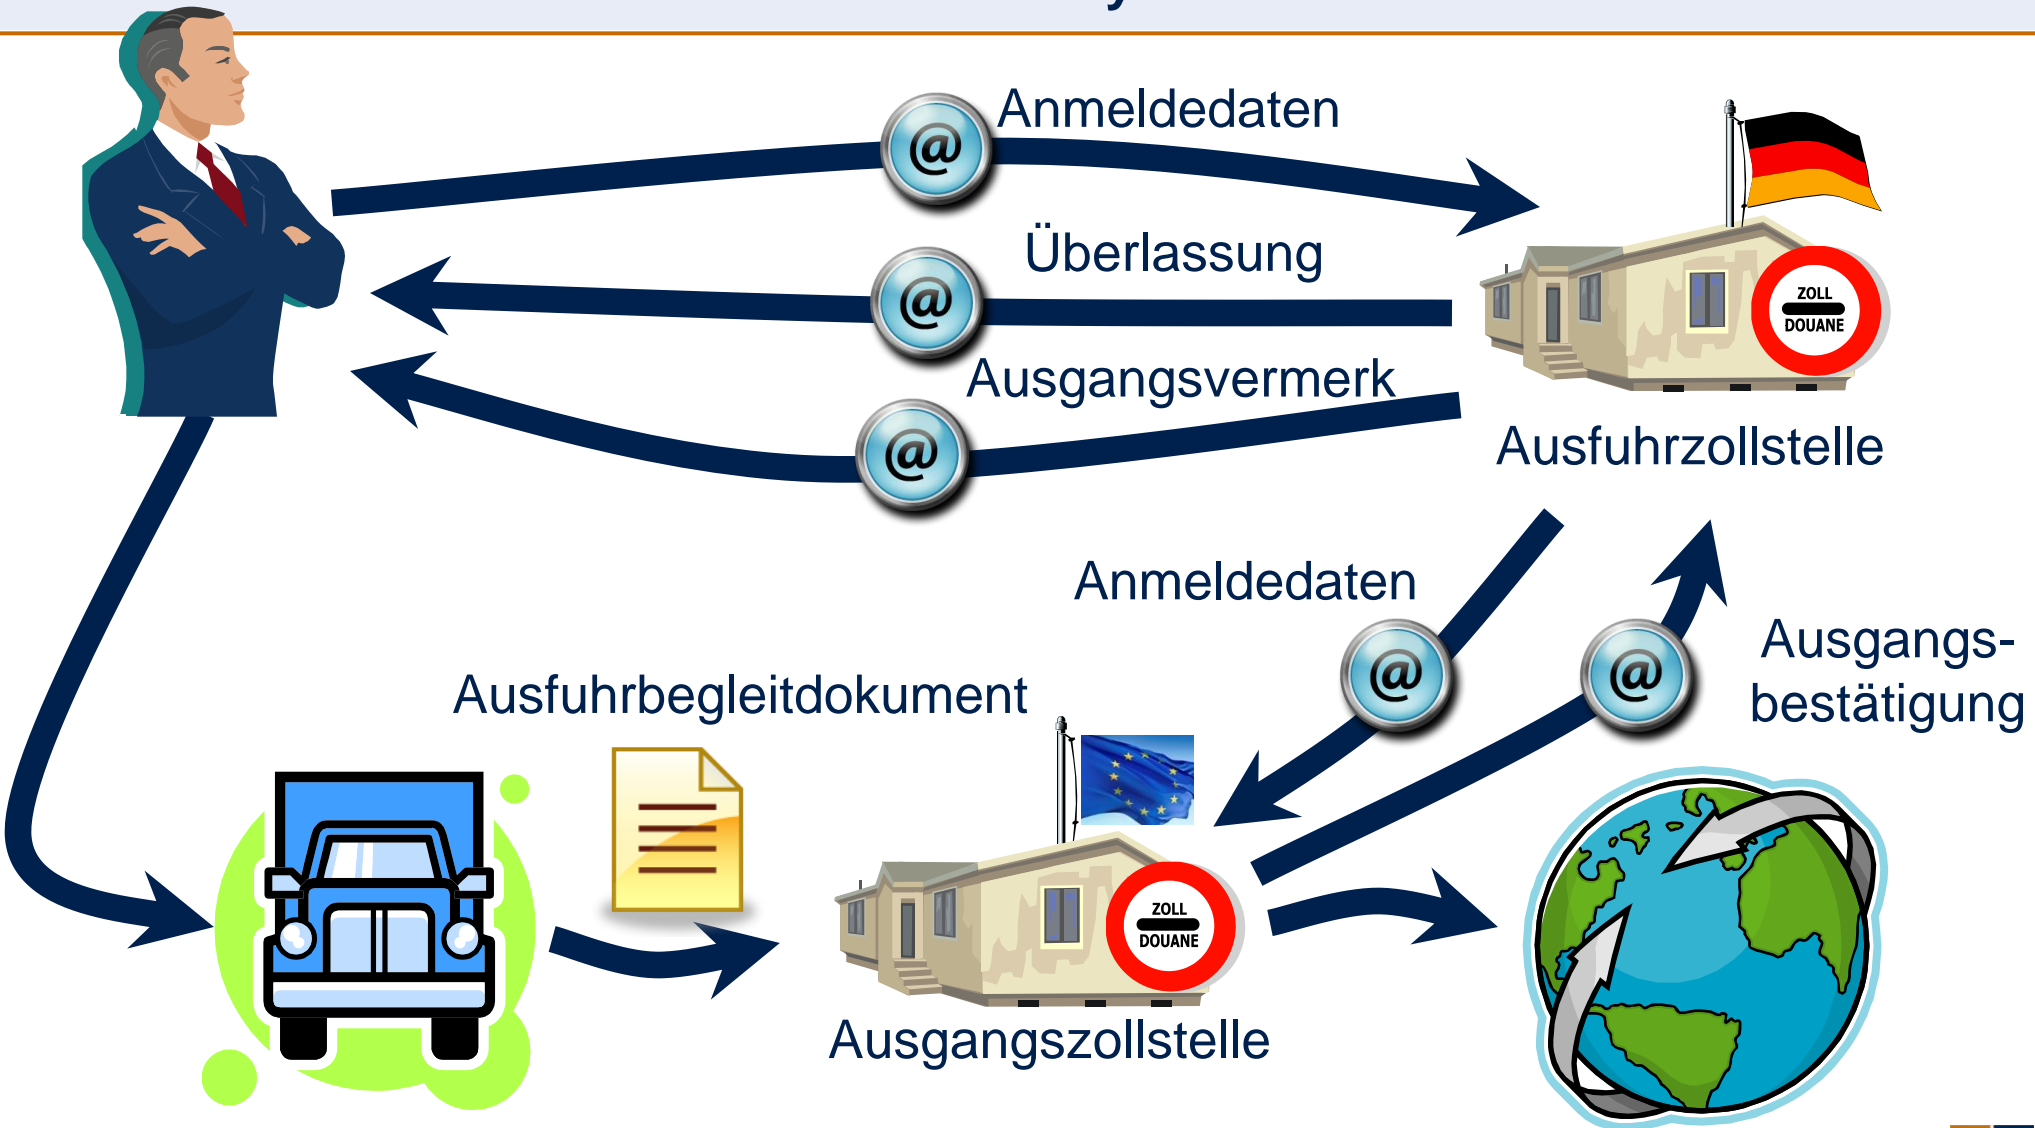 Anmeldedaten
Überlassung
ZOLL
DOUANE
Ausgangsvermerk
Ausfuhrzollstelle
Anmeldedaten
Ausgangs-
bestätigung
Ausfuhrbegleitdokument
ZOLL
DOUANE
Ausgangszollstelle
@
@
@
@
@